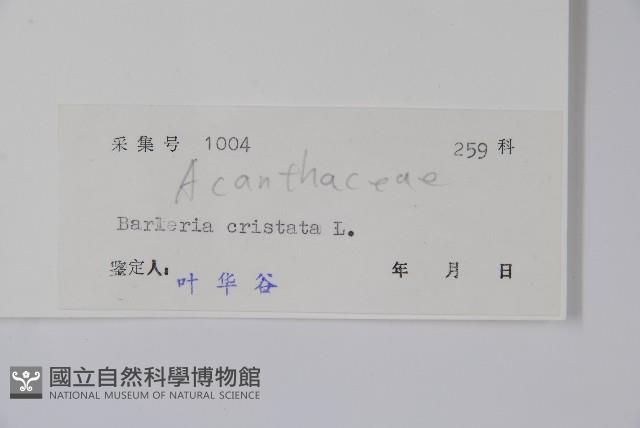 采集号 1004 259 科
Acanthaceae
Barleria cristata L.
鉴定人: 叶华谷 年 月 日
國立自然科學博物館
NATIONAL MUSEUM OF NATURAL SCIENCE